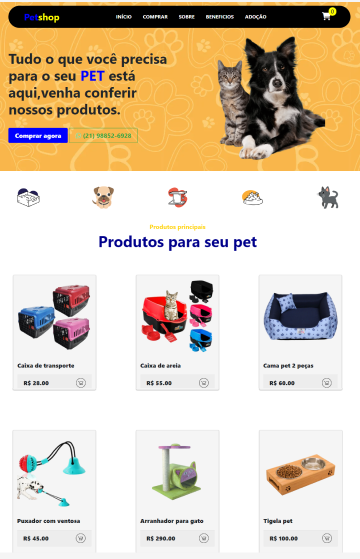 Petshop
INÍCIO COMPRAR SOBRE BENEFICIOS ADOÇÃO
0
Tudo o que você precisa
para o seu PET está
aqui,venha conferir
nossos produtos.
Comprar agora
(21) 98852-6928
Produtos principais
Produtos para seu pet
Caixa de transporte
R$ 28.00
Caixa de areia
R$ 55.00
Cama pet 2 peças
R$ 60.00
Puxador com ventosa
R$ 45.00
Arranhador para gato
R$ 290.00
Tigela pet
R$ 100.00